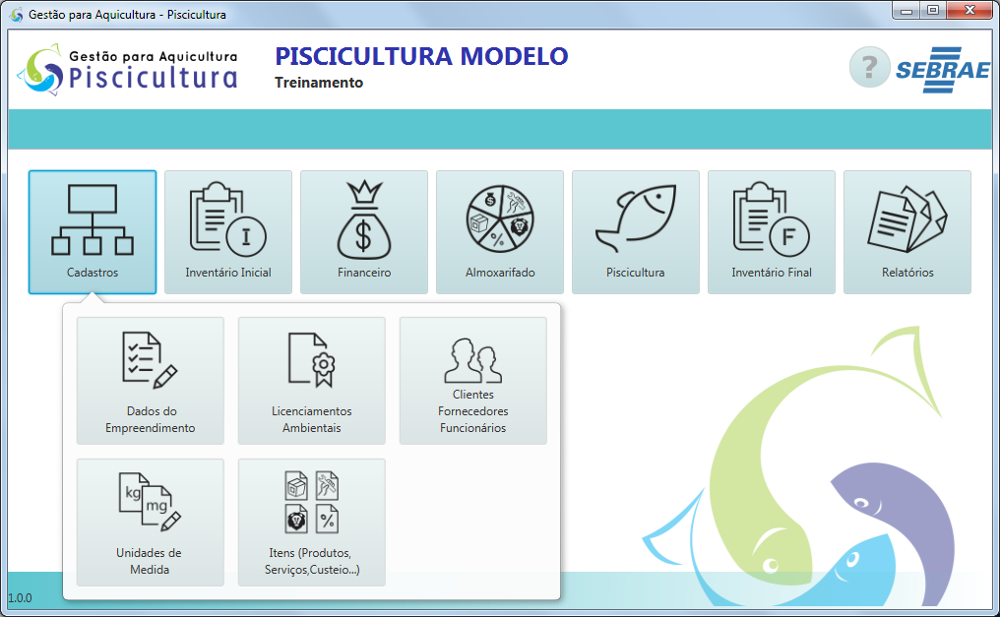 Gestão para Aquicultura - Piscicultura
Gestão para Aquicultura
Piscicultura
PISCICULTURA MODELO
Treinamento
?
SEBRAE
I
$
$
%
F
Cadastros
Inventário Inicial
Financeiro
Almoxarifado
Piscicultura
Inventário Final
Relatórios
Dados do
Empreendimento
Licenciamentos
Ambientais
Clientes
Fornecedores
Funcionários
kg
mg
%
Unidades de
Medida
Itens (Produtos,
Serviços,Custeio...)
1.0.0